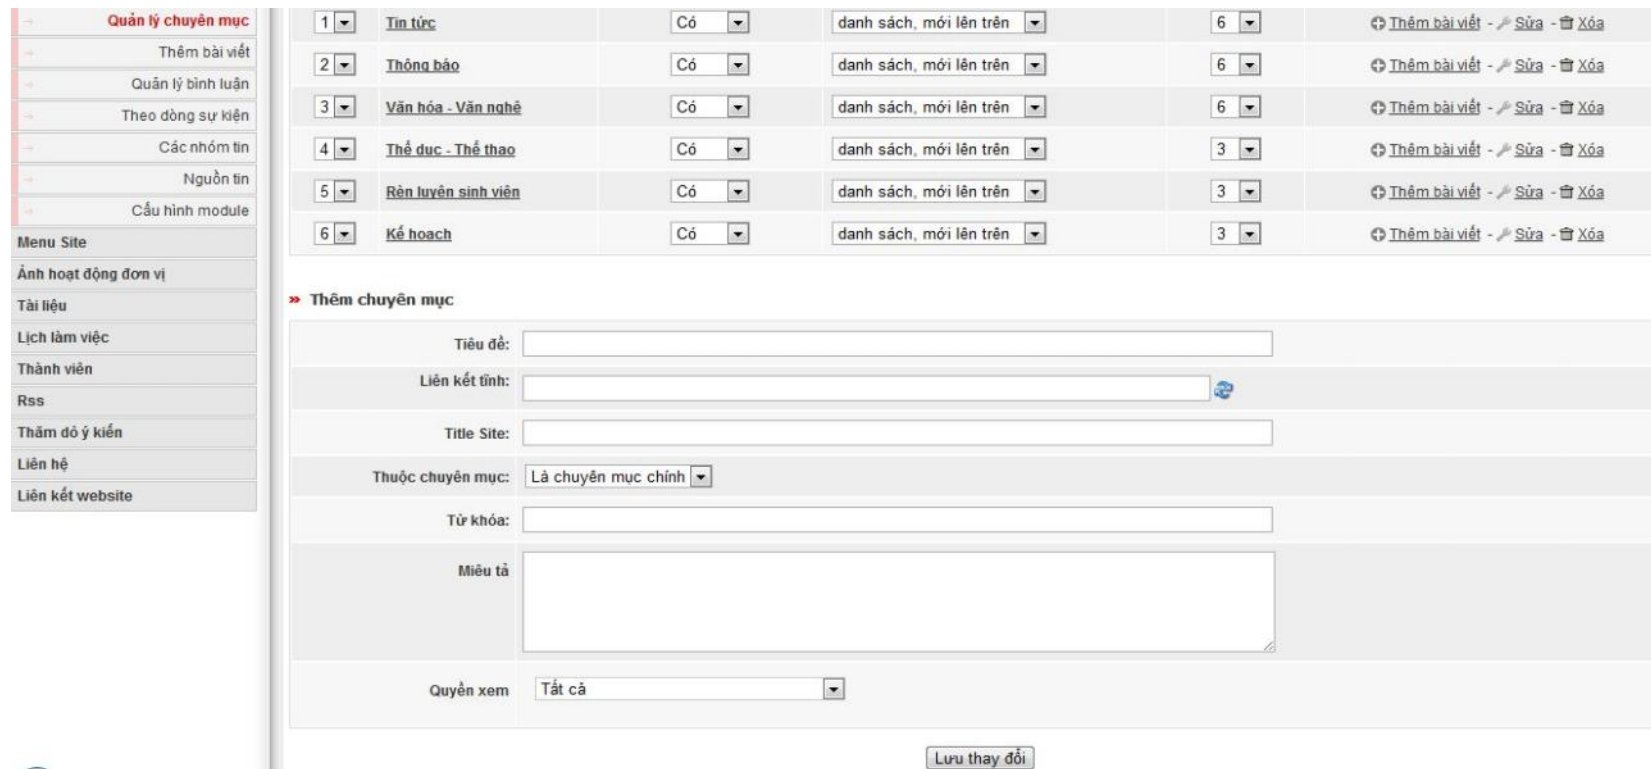 Quản lý chuyên mục
Thêm bài viết
Quản lý bình luận
Theo dòng sự kiện
Các nhóm tin
Nguồn tin
Cấu hình module
Menu Site
Ảnh hoạt động đơn vị
Tài liệu
Lịch làm việc
Thành viên
Rss
Thăm dò ý kiến
Liên hệ
Liên kết website
1 Tin tức Có danh sách, mới lên trên 6 Thêm bài viết - Sửa - Xóa
2 Thông báo Có danh sách, mới lên trên 6 Thêm bài viết - Sửa - Xóa
3 Văn hóa - Văn nghệ Có danh sách, mới lên trên 6 Thêm bài viết - Sửa - Xóa
4 Thể dục - Thể thao Có danh sách, mới lên trên 3 Thêm bài viết - Sửa - Xóa
5 Rèn luyện sinh viên Có danh sách, mới lên trên 3 Thêm bài viết - Sửa - Xóa
6 Kế hoạch Có danh sách, mới lên trên 3 Thêm bài viết - Sửa - Xóa
» Thêm chuyên mục
Tiêu đề:
Liên kết tĩnh:
Title Site:
Thuộc chuyên mục: Là chuyên mục chính
Từ khóa:
Miêu tả
Quyền xem Tất cả
Lưu thay đổi